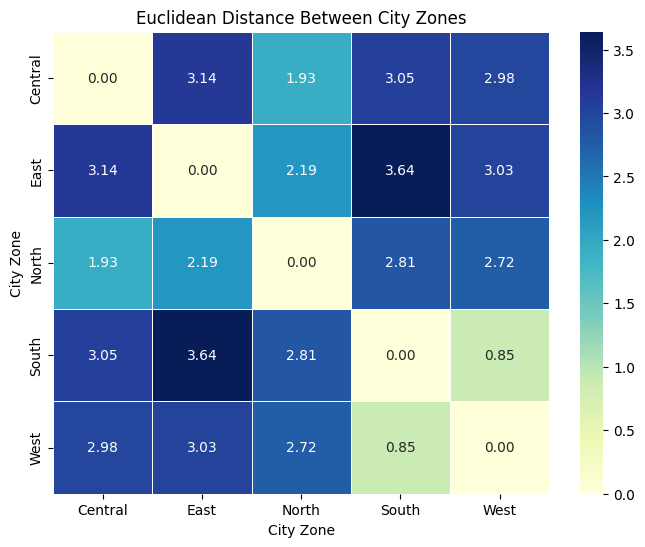 Euclidean Distance Between City Zones
Central 0.00 3.14 1.93 3.05 2.98
East 3.14 0.00 2.19 3.64 3.03
North 1.93 2.19 0.00 2.81 2.72
South 3.05 3.64 2.81 0.00 0.85
West 2.98 3.03 2.72 0.85 0.00
City Zone
Central East North South West
City Zone
3.5
3.0
2.5
2.0
1.5
1.0
0.5
0.0